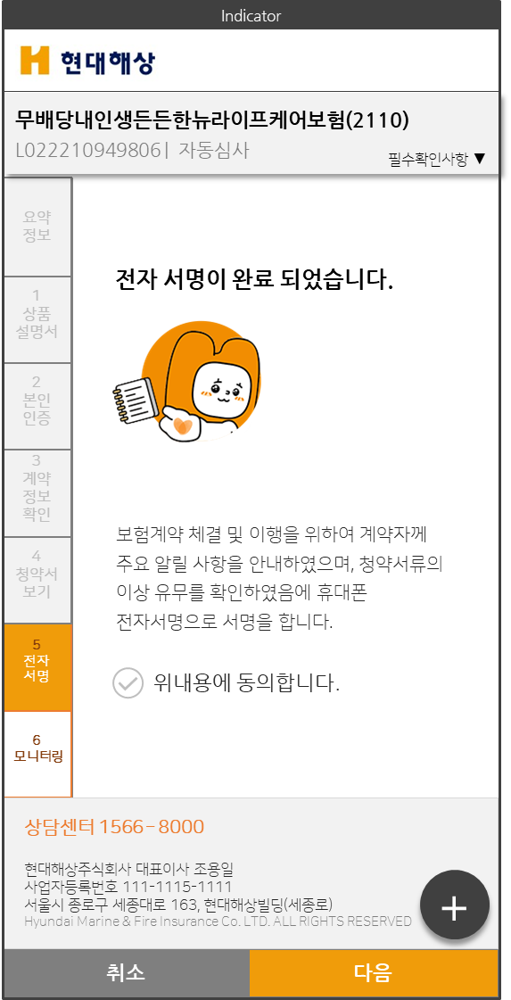 Indicator
현대해상
무배당내인생든든한뉴라이프케어보험(2110)
L022210949806 | 자동심사
필수확인사항 ▼
요약
정보
1
상품
설명서
2
본인
인증
3
계약
정보
확인
4
청약서
보기
5
전자
서명
6
모니터링
전자 서명이 완료 되었습니다.
보험계약 체결 및 이행을 위하여 계약자께
주요 알릴 사항을 안내하였으며, 청약서류의
이상 유무를 확인하였음에 휴대폰
전자서명으로 서명을 합니다.
위내용에 동의합니다.
상담센터 1566 – 8000
현대해상주식회사 대표이사 조용일
사업자등록번호 111-1115-1111
서울시 종로구 세종대로 163, 현대해상빌딩(세종로)
Hyundai Marine & Fire Insurance Co. LTD. ALL RIGHTS RESERVED
+
취소
다음